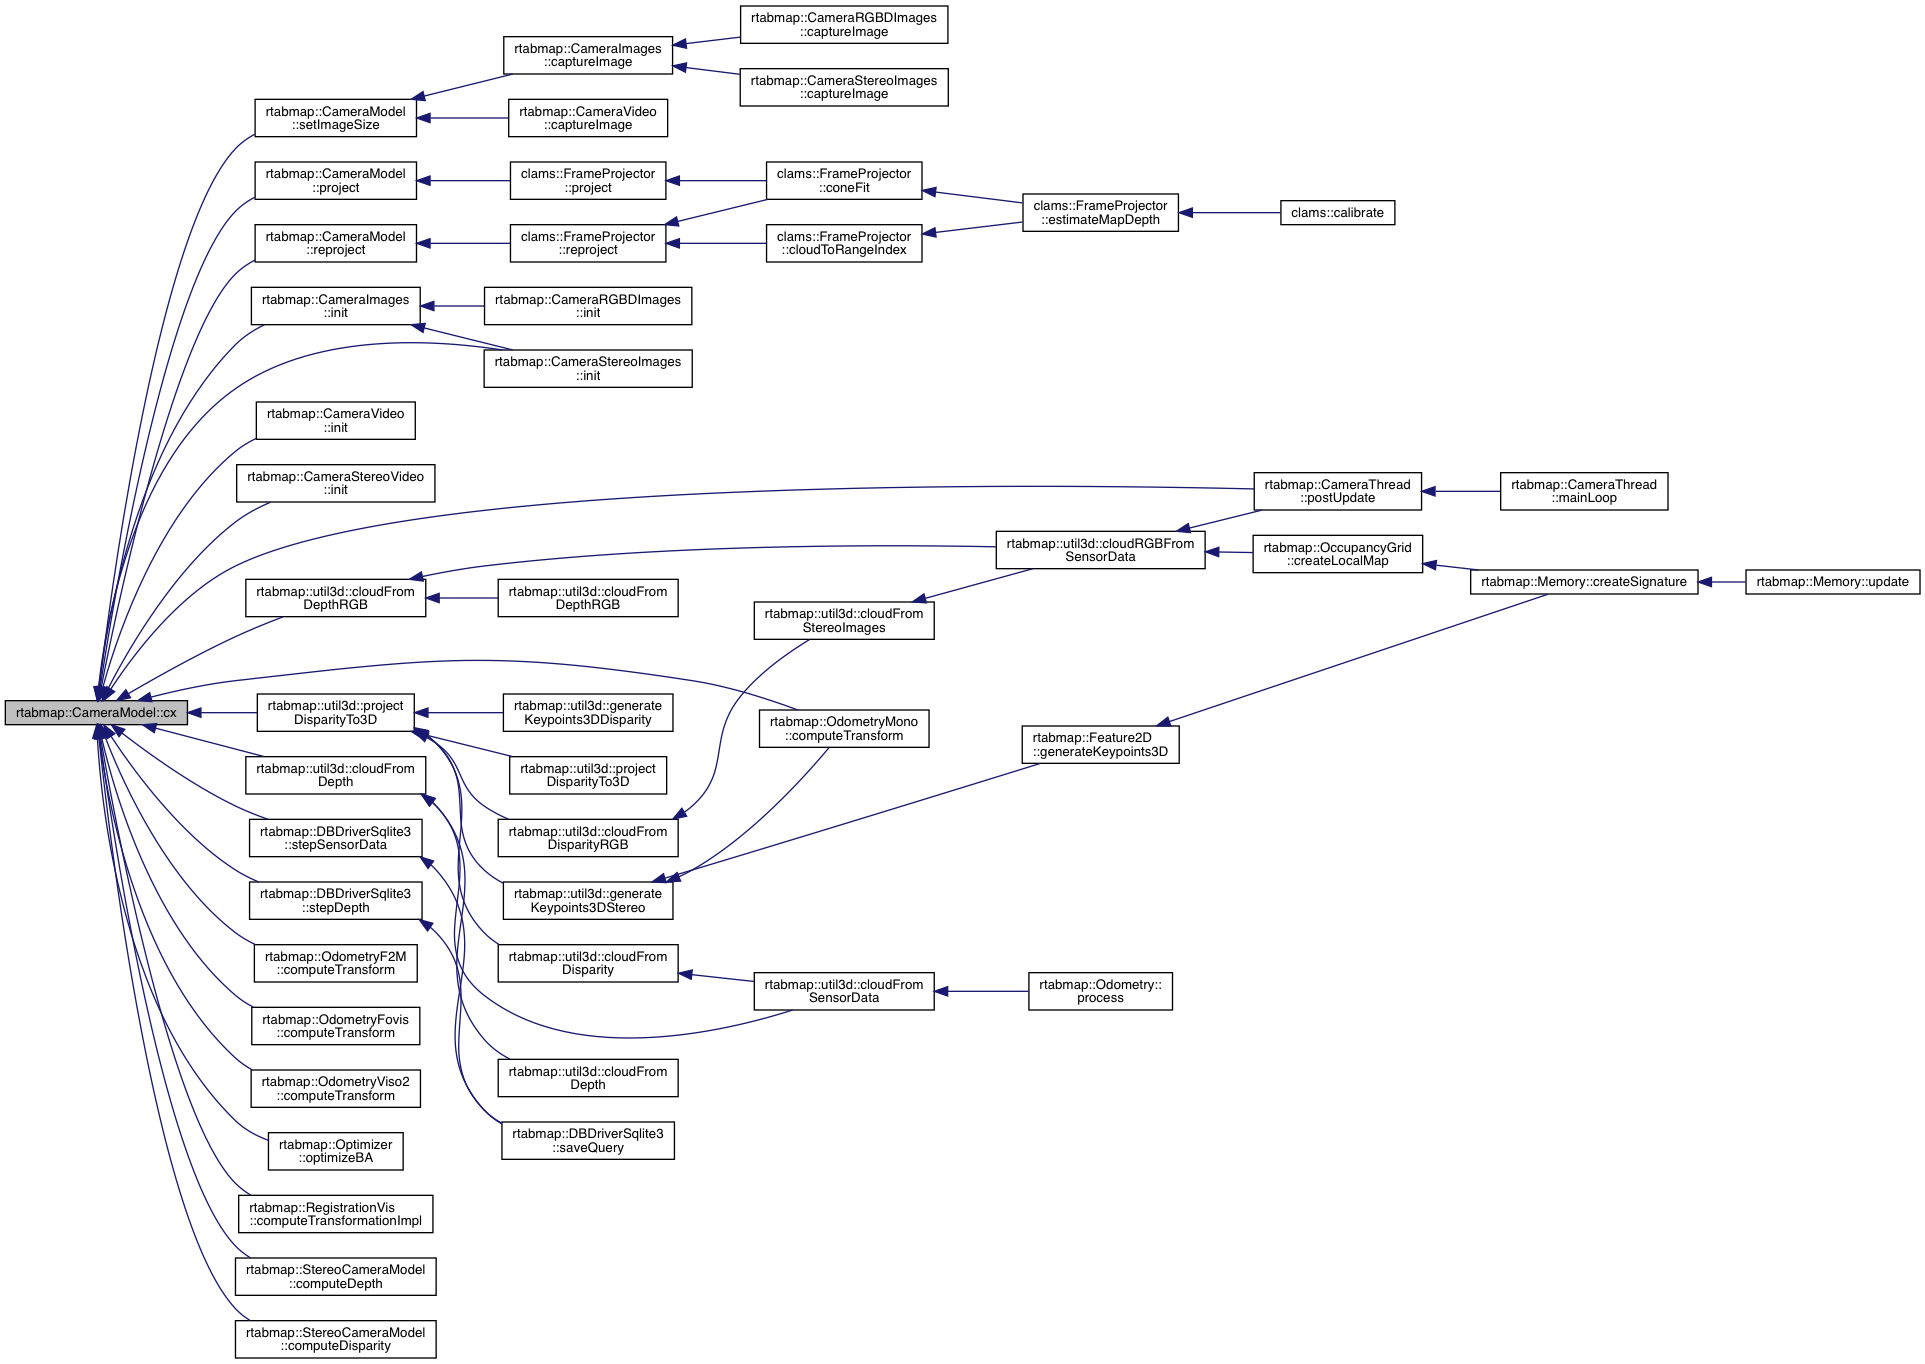 rtabmap::CameraRGBDImages
::captureImage
rtabmap::CameraImages
::captureImage
rtabmap::CameraStereoImages
::captureImage
rtabmap::CameraModel
::setImageSize
rtabmap::CameraVideo
::captureImage
rtabmap::CameraModel
::project
clams::FrameProjector
::project
clams::FrameProjector
::coneFit
clams::FrameProjector
::estimateMapDepth
clams::calibrate
rtabmap::CameraModel
::reproject
clams::FrameProjector
::reproject
clams::FrameProjector
::cloudToRangeIndex
rtabmap::CameraImages
::init
rtabmap::CameraRGBDImages
::init
rtabmap::CameraStereoImages
::init
rtabmap::CameraVideo
::init
rtabmap::CameraStereoVideo
::init
rtabmap::CameraThread
::postUpdate
rtabmap::CameraThread
::mainLoop
rtabmap::util3d::cloudRGBFrom
SensorData
rtabmap::OccupancyGrid
::createLocalMap
rtabmap::Memory::createSignature
rtabmap::Memory::update
rtabmap::util3d::cloudFrom
DepthRGB
rtabmap::util3d::cloudFrom
DepthRGB
rtabmap::util3d::cloudFrom
StereoImages
rtabmap::CameraModel::cx
rtabmap::util3d::project
DisparityTo3D
rtabmap::util3d::generate
Keypoints3DDisparity
rtabmap::OdometryMono
::computeTransform
rtabmap::Feature2D
::generateKeypoints3D
rtabmap::util3d::cloudFrom
Depth
rtabmap::util3d::project
DisparityTo3D
rtabmap::DBDriverSqlite3
::stepSensorData
rtabmap::util3d::cloudFrom
DisparityRGB
rtabmap::DBDriverSqlite3
::stepDepth
rtabmap::util3d::generate
Keypoints3DStereo
rtabmap::OdometryF2M
::computeTransform
rtabmap::util3d::cloudFrom
Disparity
rtabmap::util3d::cloudFrom
SensorData
rtabmap::Odometry::
process
rtabmap::OdometryFovis
::computeTransform
rtabmap::util3d::cloudFrom
Depth
rtabmap::OdometryViso2
::computeTransform
rtabmap::DBDriverSqlite3
::saveQuery
rtabmap::Optimizer
::optimizeBA
rtabmap::RegistrationVis
::computeTransformationImpl
rtabmap::StereoCameraModel
::computeDepth
rtabmap::StereoCameraModel
::computeDisparity